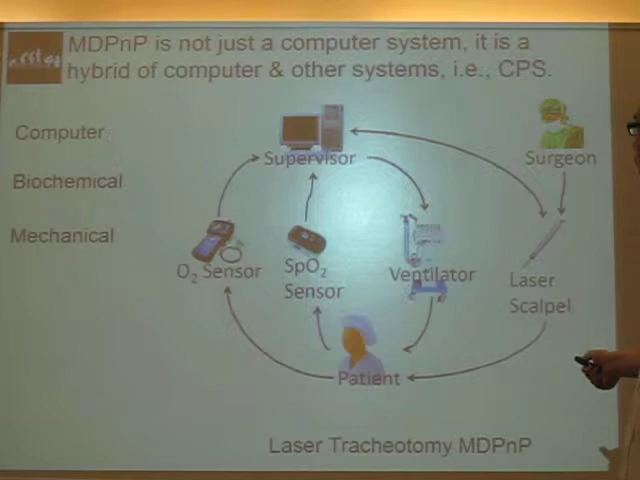 MDPnP is not just a computer system, it is a
hybrid of computer & other systems, i.e., CPS.
Computer
Supervisor
Surgeon
Biochemical
Mechanical
O₂ Sensor
SpO₂
Sensor
Ventilator
Laser
Scalpel
Patient
Laser Tracheotomy MDPnP